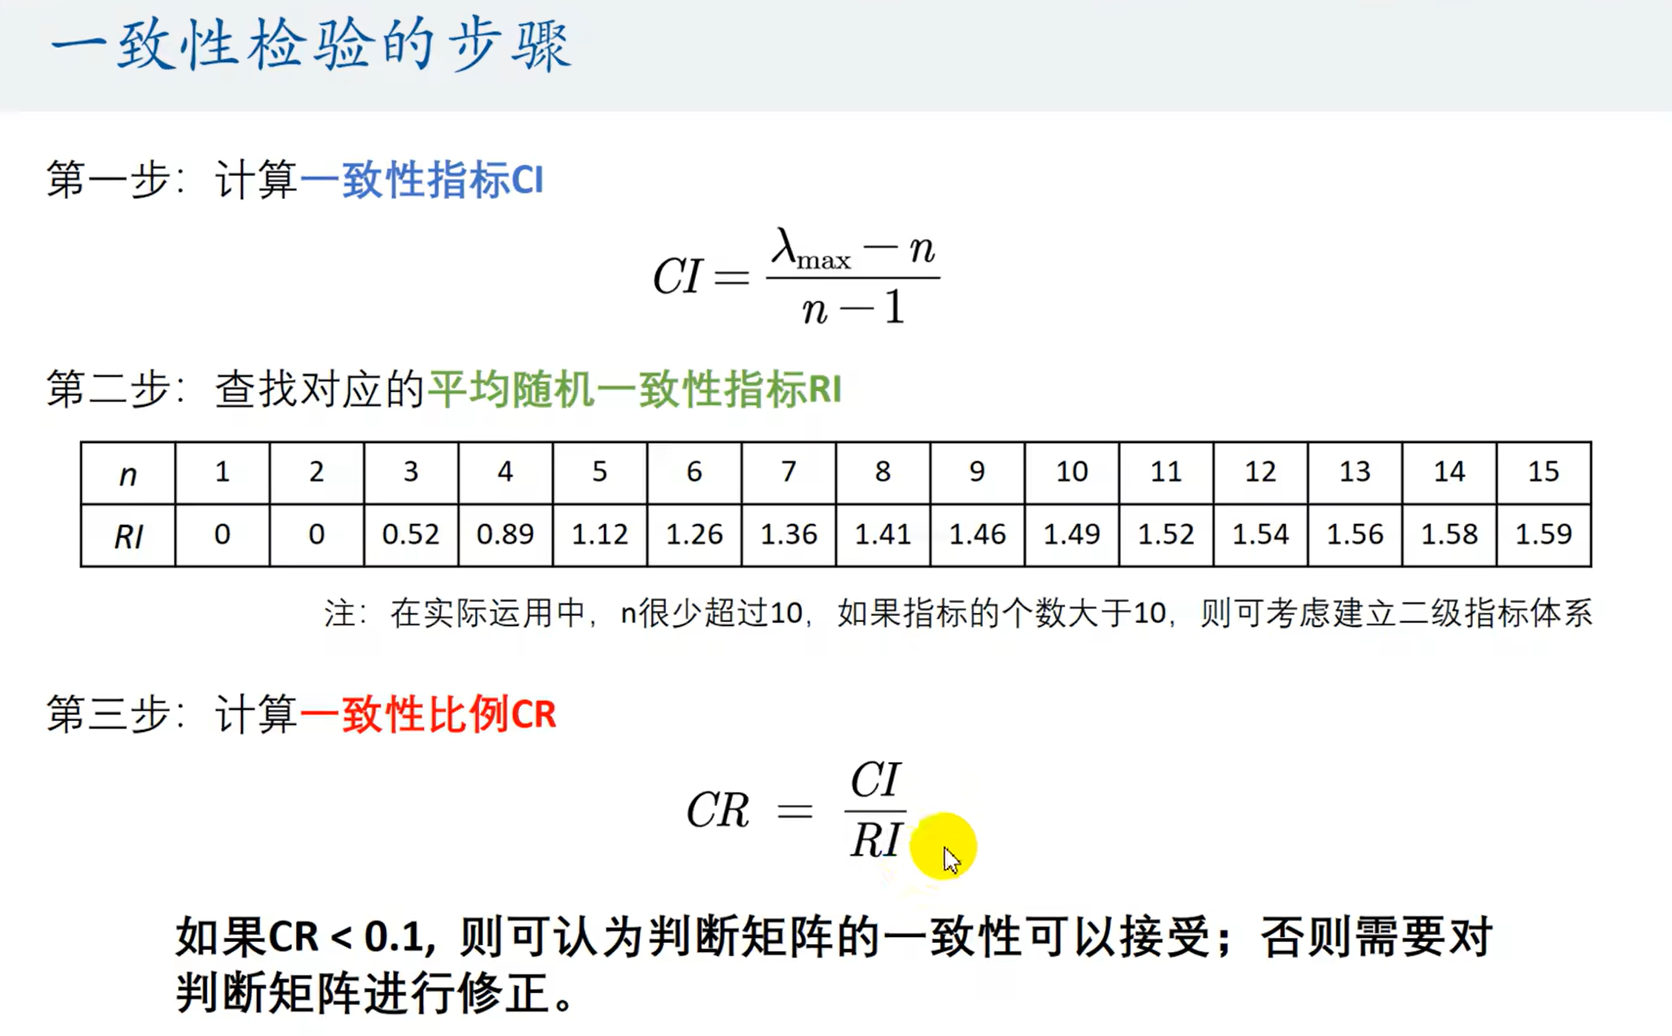 一致性检验的步骤
第一步：计算一致性指标CI
CI = (λmax − n) / (n − 1)
第二步：查找对应的平均随机一致性指标RI
n 1 2 3 4 5 6 7 8 9 10 11 12 13 14 15
RI 0 0 0.52 0.89 1.12 1.26 1.36 1.41 1.46 1.49 1.52 1.54 1.56 1.58 1.59
注：在实际运用中，n很少超过10，如果指标的个数大于10，则可考虑建立二级指标体系
第三步：计算一致性比例CR
CR = CI / RI
如果CR < 0.1, 则可认为判断矩阵的一致性可以接受；否则需要对
判断矩阵进行修正。